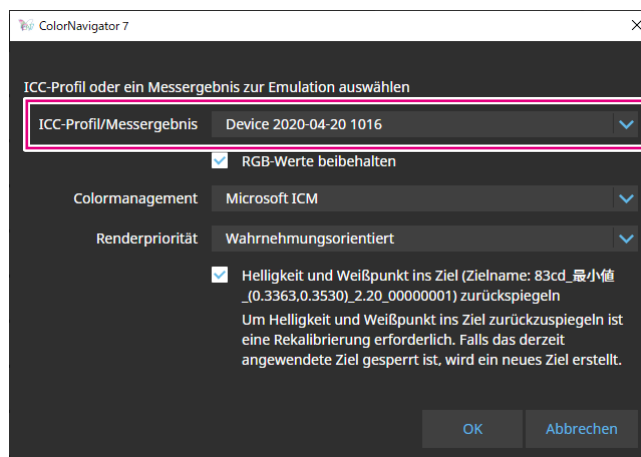 ColorNavigator 7
ICC-Profil oder ein Messergebnis zur Emulation auswählen
ICC-Profil/Messergebnis Device 2020-04-20 1016
RGB-Werte beibehalten
Colormanagement Microsoft ICM
Renderpriorität Wahrnehmungsorientiert
Helligkeit und Weißpunkt ins Ziel (Zielname: 83cd_最小値
_(0.3363,0.3530)_2.20_00000001) zurückspiegeln
Um Helligkeit und Weißpunkt ins Ziel zurückzuspiegeln ist
eine Rekalibrierung erforderlich. Falls das derzeit
angewendete Ziel gesperrt ist, wird ein neues Ziel erstellt.
OK Abbrechen